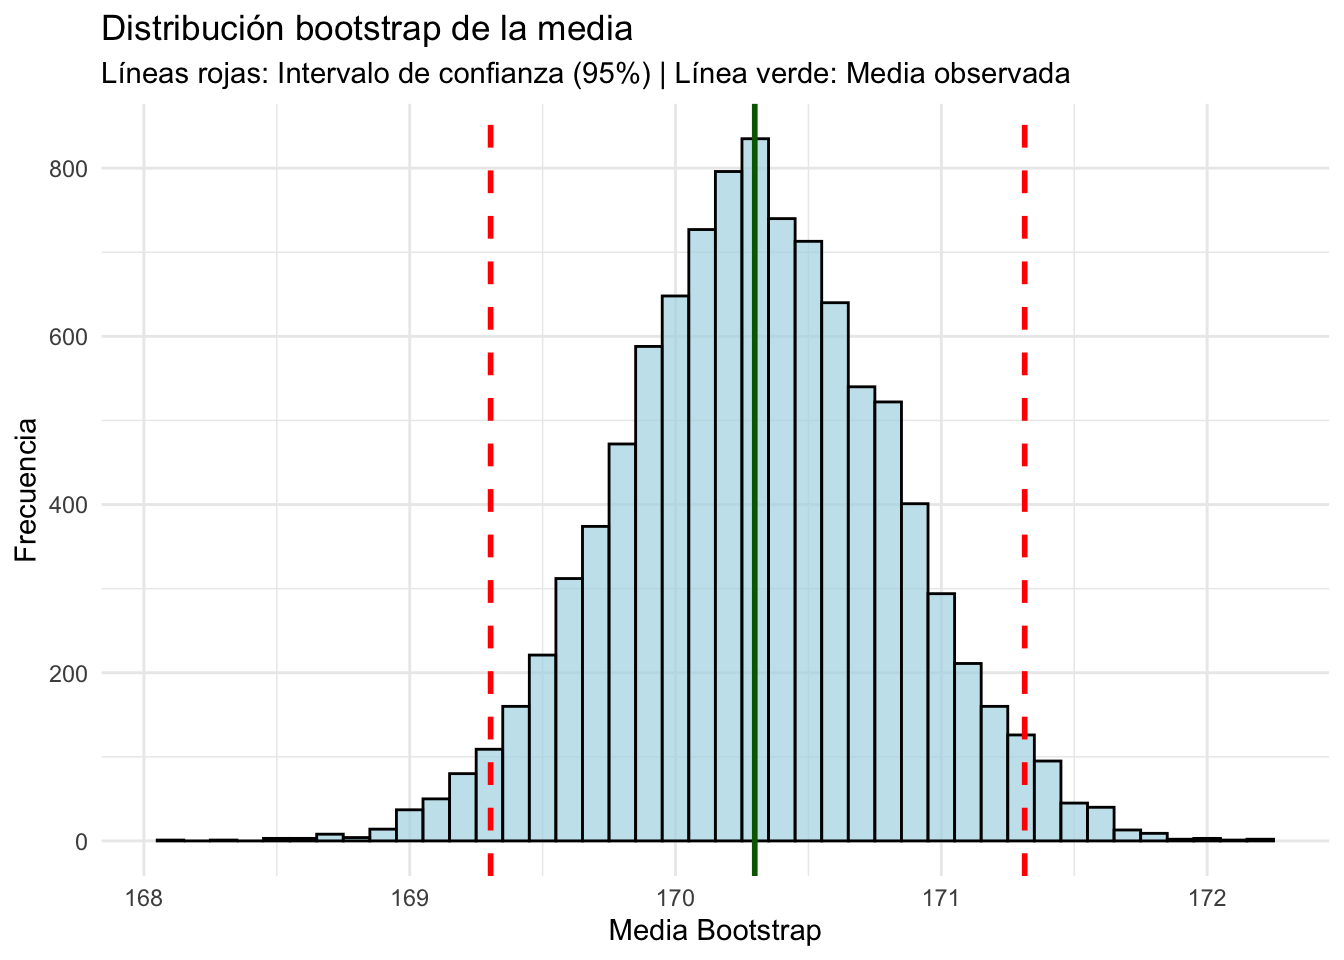 Distribución bootstrap de la media
Líneas rojas: Intervalo de confianza (95%) | Línea verde: Media observada
Frecuencia
800
600
400
200
0
168
169
170
171
172
Media Bootstrap